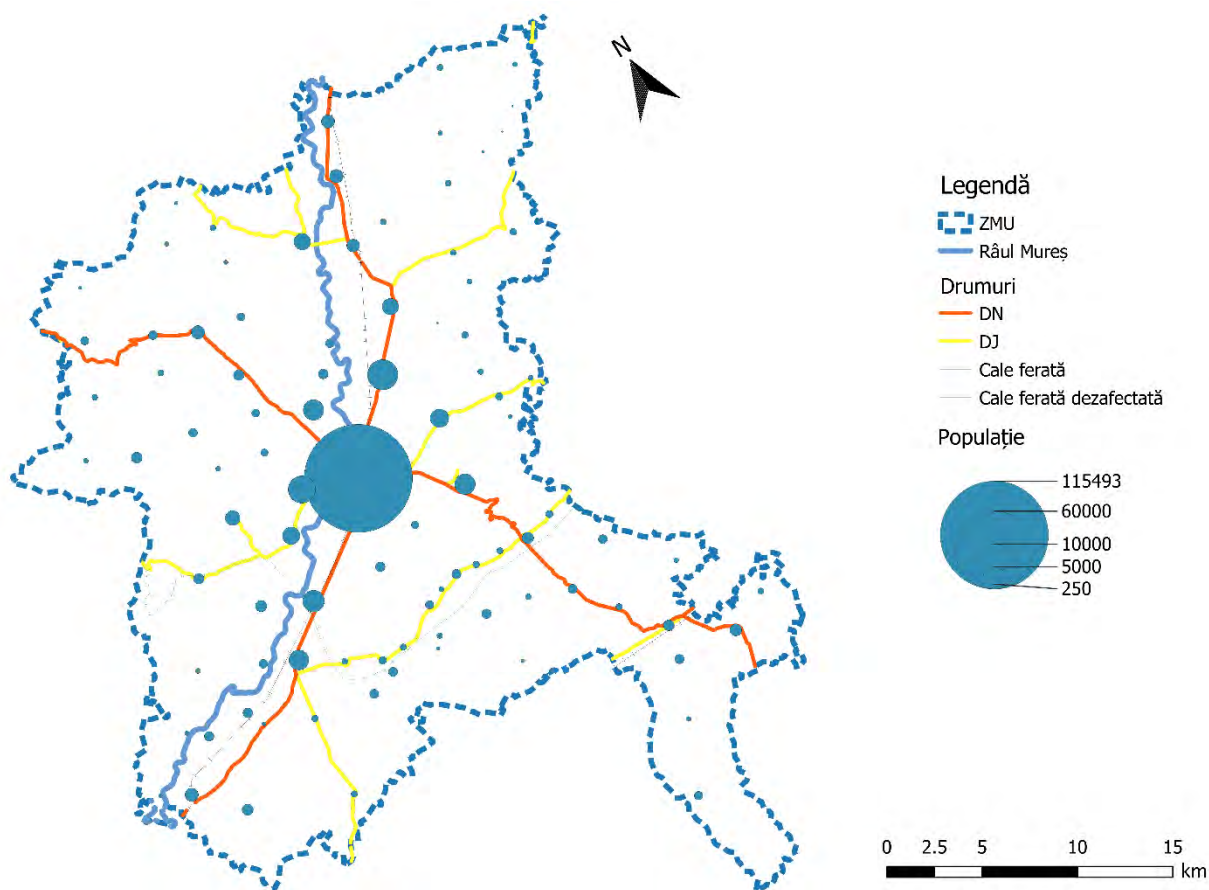 N
Legendă
ZMU
Râul Mureș
Drumuri
DN
DJ
Cale ferată
Cale ferată dezafectată
Populație
115493
60000
10000
5000
250
0 2.5 5 10 15
km